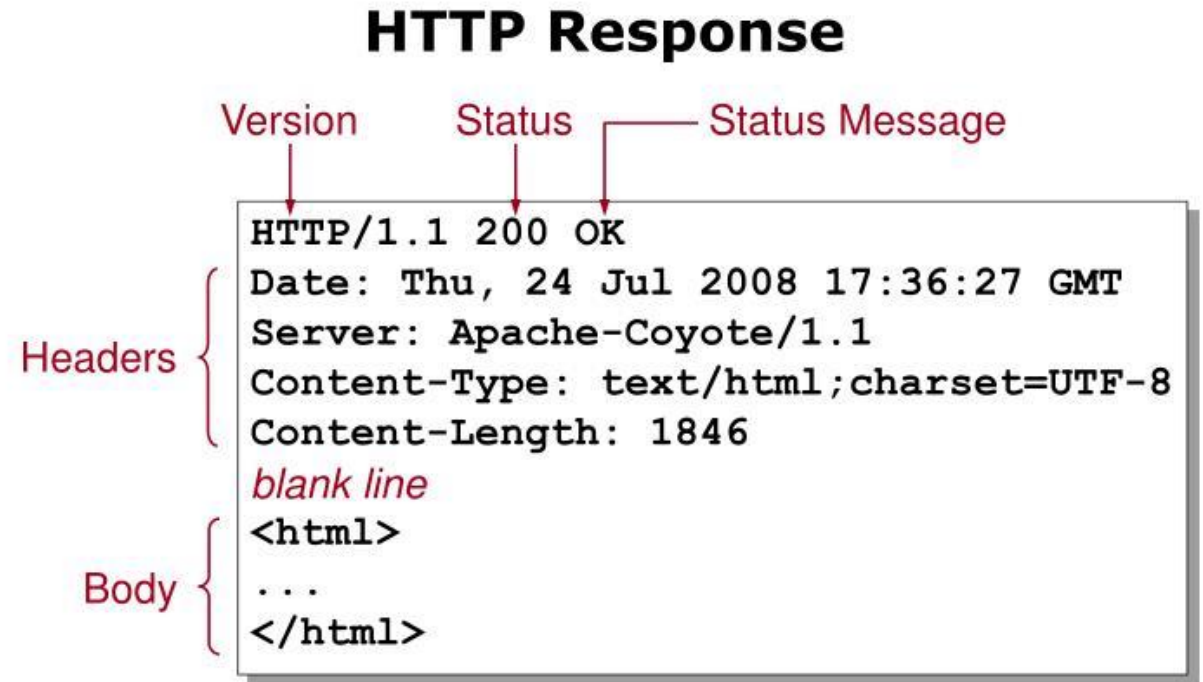 HTTP Response
Version Status Status Message
HTTP/1.1 200 OK
Headers
Date: Thu, 24 Jul 2008 17:36:27 GMT
Server: Apache-Coyote/1.1
Content-Type: text/html;charset=UTF-8
Content-Length: 1846
blank line
Body
<html>
...
</html>